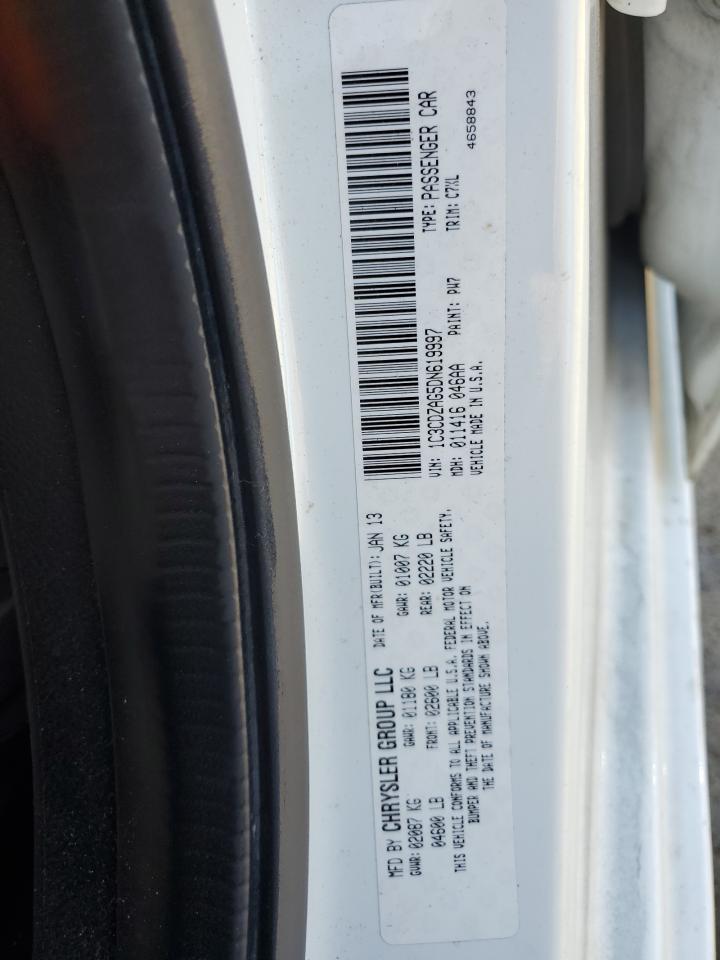 MFD BY CHRYSLER GROUP LLC DATE OF MFR(BUILT): JAN 13
GVWR: 02087 KG GAWR: 01180 KG GAWR: 01007 KG
04600 LB FRONT: 02600 LB REAR: 02220 LB
THIS VEHICLE CONFORMS TO ALL APPLICABLE U.S.A. FEDERAL MOTOR VEHICLE SAFETY,
BUMPER AND THEFT PREVENTION STANDARDS IN EFFECT ON
THE DATE OF MANUFACTURE SHOWN ABOVE.
VIN: 1C3CDZAG5DN619997 TYPE: PASSENGER CAR
MDH: 011416 046AA PAINT: PW7 TRIM: C7XL
VEHICLE MADE IN U.S.A. 4658843